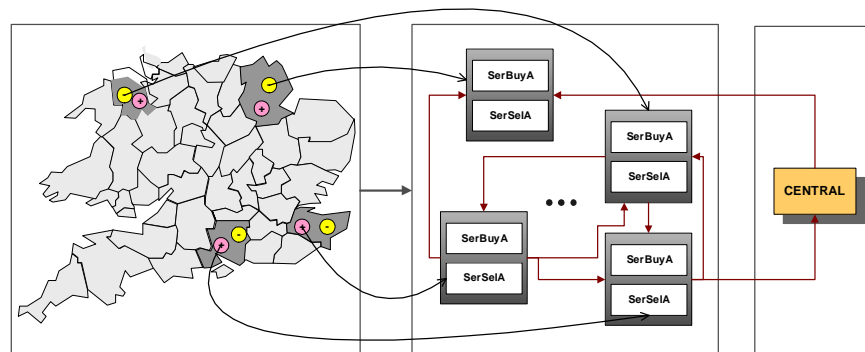 SerBuyA
SerSelA
SerBuyA
SerSelA
SerBuyA
SerSelA
SerBuyA
SerSelA
CENTRAL
-
+
-
+
+
-
+
-